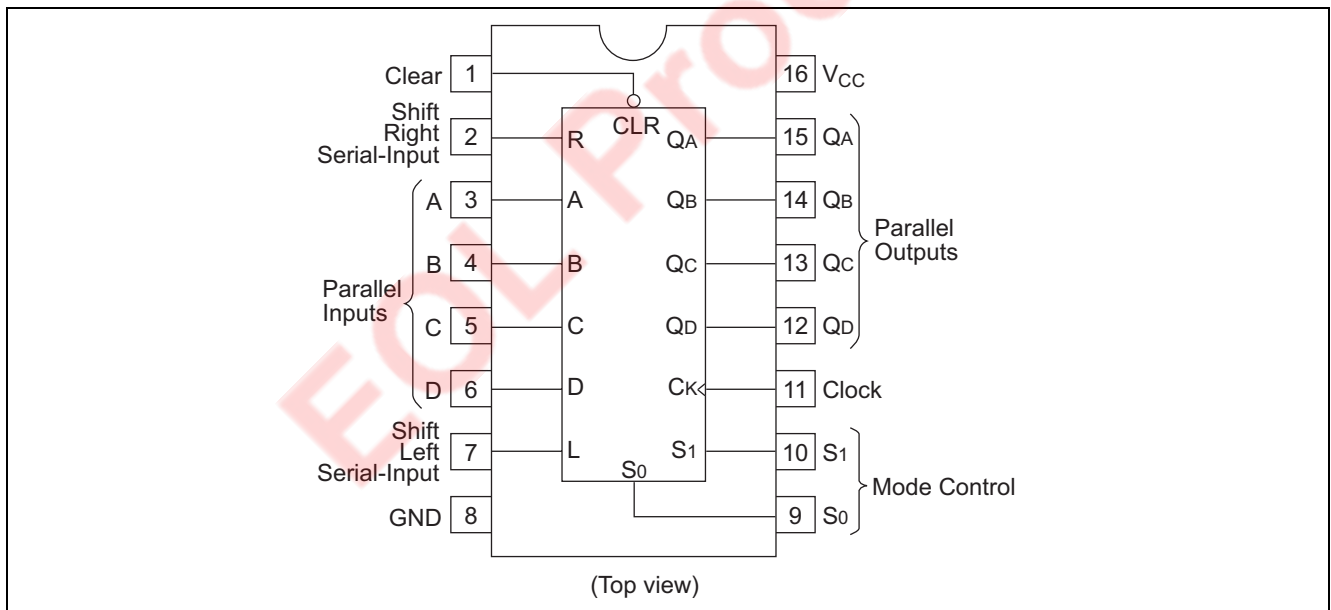 EOL Prod
Clear 1
Shift
Right
Serial-Input
2
A 3
B 4
Parallel
Inputs
C 5
D 6
Shift
Left
Serial-Input
7
GND 8
CLR
R QA
A QB
B QC
C QD
D CK
L S1
S0
16 VCC
15 QA
14 QB
13 QC
12 QD
Parallel
Outputs
11 Clock
10 S1
9 S0
Mode Control
(Top view)